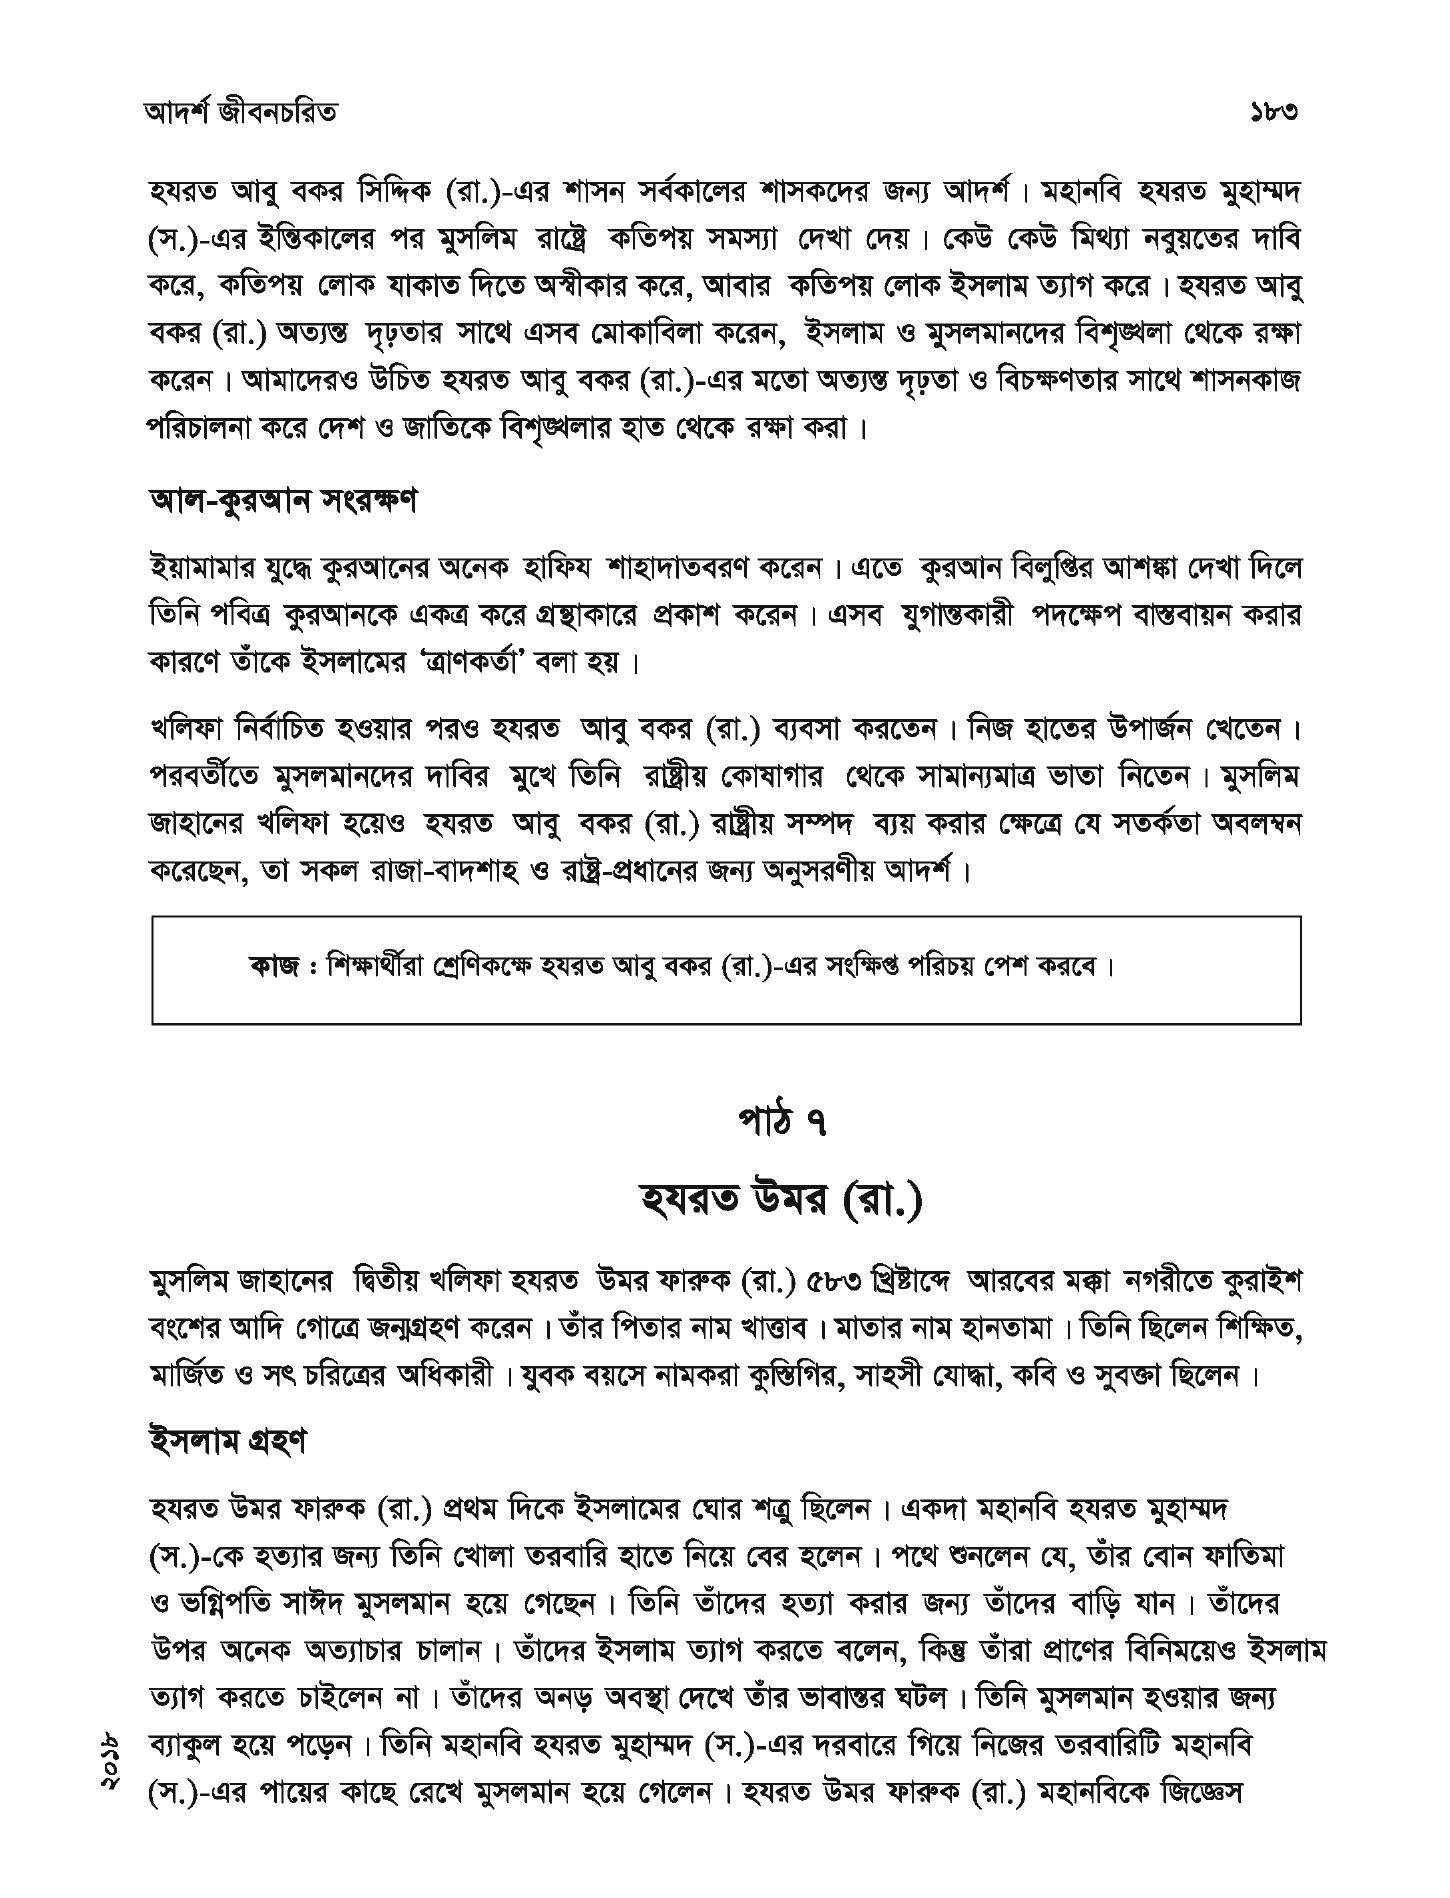 আদর্শ জীবনচরিত ১৮৩
হযরত আবু বকর সিদ্দিক (রা.)-এর শাসন সর্বকালের শাসকদের জন্য আদর্শ। মহানবি হযরত মুহাম্মদ
(স.)-এর ইন্তিকালের পর মুসলিম রাষ্ট্রে কতিপয় সমস্যা দেখা দেয়। কেউ কেউ মিথ্যা নবুয়তের দাবি
করে, কতিপয় লোক যাকাত দিতে অস্বীকার করে, আবার কতিপয় লোক ইসলাম ত্যাগ করে। হযরত আবু
বকর (রা.) অত্যন্ত দৃঢ়তার সাথে এসব মোকাবিলা করেন, ইসলাম ও মুসলমানদের বিশৃঙ্খলা থেকে রক্ষা
করেন। আমাদেরও উচিত হযরত আবু বকর (রা.)-এর মতো অত্যন্ত দৃঢ়তা ও বিচক্ষণতার সাথে শাসনকাজ
পরিচালনা করে দেশ ও জাতিকে বিশৃঙ্খলার হাত থেকে রক্ষা করা।
আল-কুরআন সংরক্ষণ
ইয়ামামার যুদ্ধে কুরআনের অনেক হাফিয শাহাদাতবরণ করেন। এতে কুরআন বিলুপ্তির আশঙ্কা দেখা দিলে
তিনি পবিত্র কুরআনকে একত্র করে গ্রন্থাকারে প্রকাশ করেন। এসব যুগান্তকারী পদক্ষেপ বাস্তবায়ন করার
কারণে তাঁকে ইসলামের ‘ত্রাণকর্তা’ বলা হয়।
খলিফা নির্বাচিত হওয়ার পরও হযরত আবু বকর (রা.) ব্যবসা করতেন। নিজ হাতের উপার্জন খেতেন।
পরবর্তীতে মুসলমানদের দাবির মুখে তিনি রাষ্ট্রীয় কোষাগার থেকে সামান্যমাত্র ভাতা নিতেন। মুসলিম
জাহানের খলিফা হয়েও হযরত আবু বকর (রা.) রাষ্ট্রীয় সম্পদ ব্যয় করার ক্ষেত্রে যে সতর্কতা অবলম্বন
করেছেন, তা সকল রাজা-বাদশাহ ও রাষ্ট্র-প্রধানের জন্য অনুসরণীয় আদর্শ।
কাজ : শিক্ষার্থীরা শ্রেণিকক্ষে হযরত আবু বকর (রা.)-এর সংক্ষিপ্ত পরিচয় পেশ করবে।
পাঠ ৭
হযরত উমর (রা.)
মুসলিম জাহানের দ্বিতীয় খলিফা হযরত উমর ফারুক (রা.) ৫৮৩ খ্রিষ্টাব্দে আরবের মক্কা নগরীতে কুরাইশ
বংশের আদি গোত্রে জন্মগ্রহণ করেন। তাঁর পিতার নাম খাত্তাব। মাতার নাম হানতামা। তিনি ছিলেন শিক্ষিত,
মার্জিত ও সৎ চরিত্রের অধিকারী। যুবক বয়সে নামকরা কুস্তিগির, সাহসী যোদ্ধা, কবি ও সুবক্তা ছিলেন।
ইসলাম গ্রহণ
হযরত উমর ফারুক (রা.) প্রথম দিকে ইসলামের ঘোর শত্রু ছিলেন। একদা মহানবি হযরত মুহাম্মদ
(স.)-কে হত্যার জন্য তিনি খোলা তরবারি হাতে নিয়ে বের হলেন। পথে শুনলেন যে, তাঁর বোন ফাতিমা
ও ভগ্নিপতি সাঈদ মুসলমান হয়ে গেছেন। তিনি তাঁদের হত্যা করার জন্য তাঁদের বাড়ি যান। তাঁদের
উপর অনেক অত্যাচার চালান। তাঁদের ইসলাম ত্যাগ করতে বলেন, কিন্তু তাঁরা প্রাণের বিনিময়েও ইসলাম
ত্যাগ করতে চাইলেন না। তাঁদের অনড় অবস্থা দেখে তাঁর ভাবান্তর ঘটল। তিনি মুসলমান হওয়ার জন্য
ব্যাকুল হয়ে পড়েন। তিনি মহানবি হযরত মুহাম্মদ (স.)-এর দরবারে গিয়ে নিজের তরবারিটি মহানবি
(স.)-এর পায়ের কাছে রেখে মুসলমান হয়ে গেলেন। হযরত উমর ফারুক (রা.) মহানবিকে জিজ্ঞেস
২০১৮